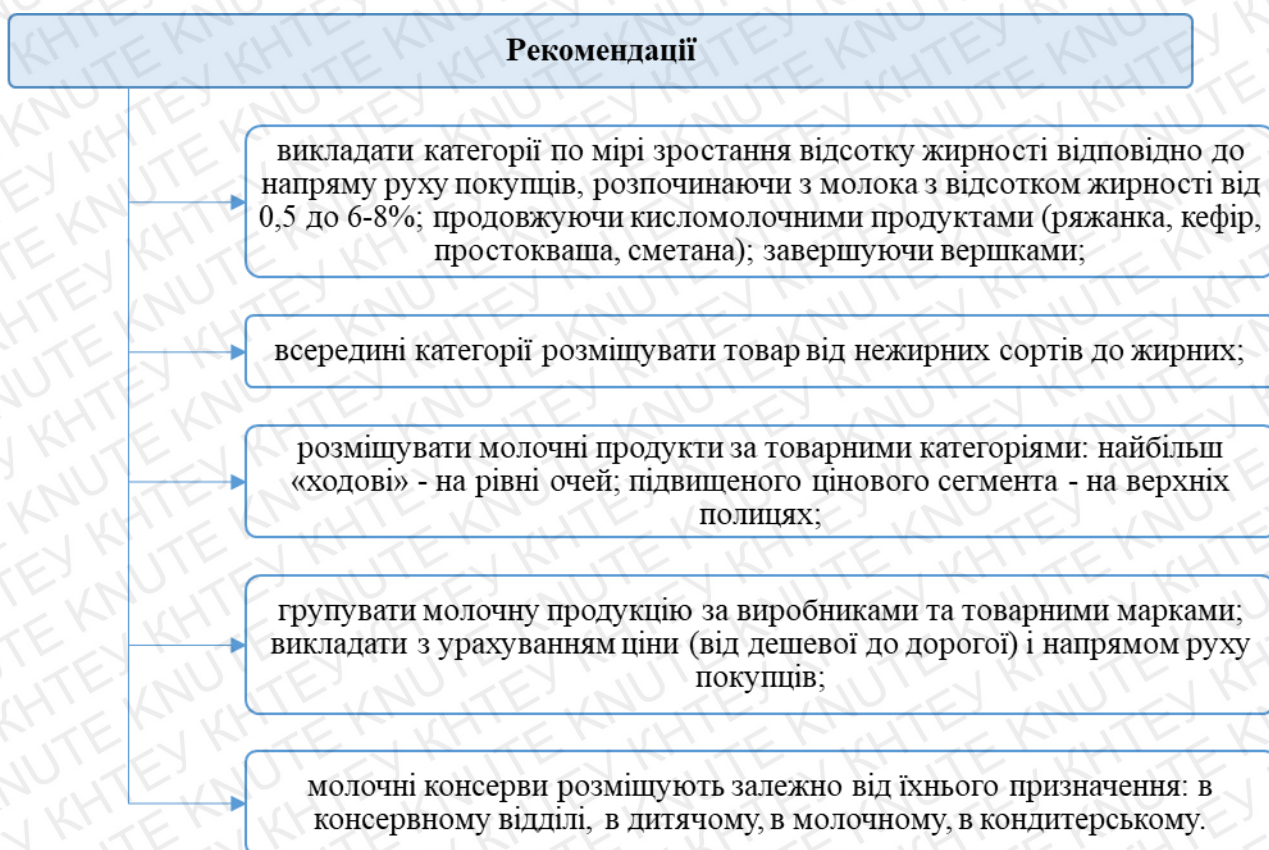 Рекомендації
викладати категорії по мірі зростання відсотку жирності відповідно до
напряму руху покупців, розпочинаючи з молока з відсотком жирності від
0,5 до 6-8%; продовжуючи кисломолочними продуктами (ряжанка, кефір,
простокваша, сметана); завершуючи вершками;
всередині категорії розміщувати товар від нежирних сортів до жирних;
розміщувати молочні продукти за товарними категоріями: найбільш
«ходові» - на рівні очей; підвищеного цінового сегмента - на верхніх
полицях;
групувати молочну продукцію за виробниками та товарними марками;
викладати з урахуванням ціни (від дешевої до дорогої) і напрямом руху
покупців;
молочні консерви розміщують залежно від їхнього призначення: в
консервному відділі, в дитячому, в молочному, в кондитерському.